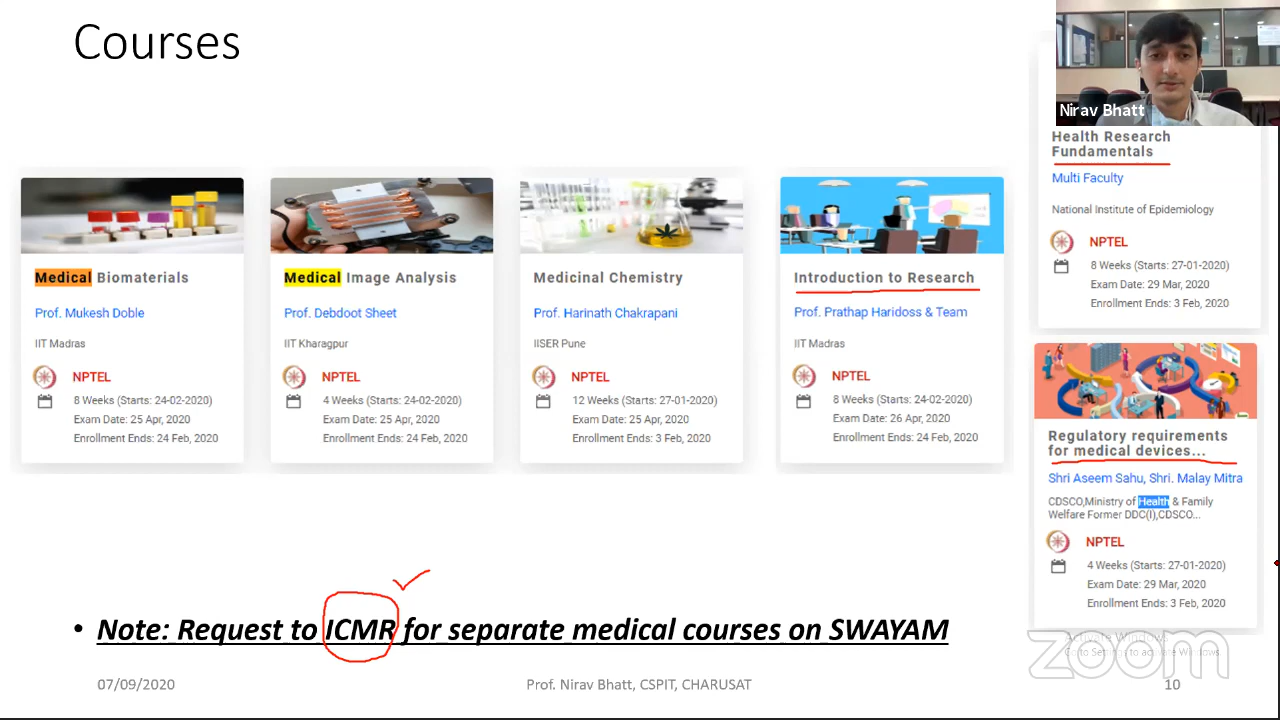 Courses
Nirav Bhatt
Medical Biomaterials
Prof. Mukesh Doble
IIT Madras
NPTEL
8 Weeks (Starts: 24-02-2020)
Exam Date: 25 Apr, 2020
Enrollment Ends: 24 Feb, 2020
Medical Image Analysis
Prof. Debdoot Sheet
IIT Kharagpur
NPTEL
4 Weeks (Starts: 24-02-2020)
Exam Date: 25 Apr, 2020
Enrollment Ends: 24 Feb, 2020
Medicinal Chemistry
Prof. Harinath Chakrapani
IISER Pune
NPTEL
12 Weeks (Starts: 27-01-2020)
Exam Date: 25 Apr, 2020
Enrollment Ends: 3 Feb, 2020
Introduction to Research
Prof. Prathap Haridoss & Team
IIT Madras
NPTEL
8 Weeks (Starts: 24-02-2020)
Exam Date: 26 Apr, 2020
Enrollment Ends: 24 Feb, 2020
Health Research
Fundamentals
Multi Faculty
National Institute of Epidemiology
NPTEL
8 Weeks (Starts: 27-01-2020)
Exam Date: 29 Mar, 2020
Enrollment Ends: 3 Feb, 2020
Regulatory requirements
for medical devices...
Shri Aseem Sahu, Shri. Malay Mitra
CDSCO,Ministry of Health & Family
Welfare Former DDC(I),CDSCO...
NPTEL
4 Weeks (Starts: 27-01-2020)
Exam Date: 29 Mar, 2020
Enrollment Ends: 3 Feb, 2020
• Note: Request to ICMR for separate medical courses on SWAYAM
Activate Windows
Go to Settings to activate Windows.
zoom
07/09/2020
Prof. Nirav Bhatt, CSPIT, CHARUSAT
10